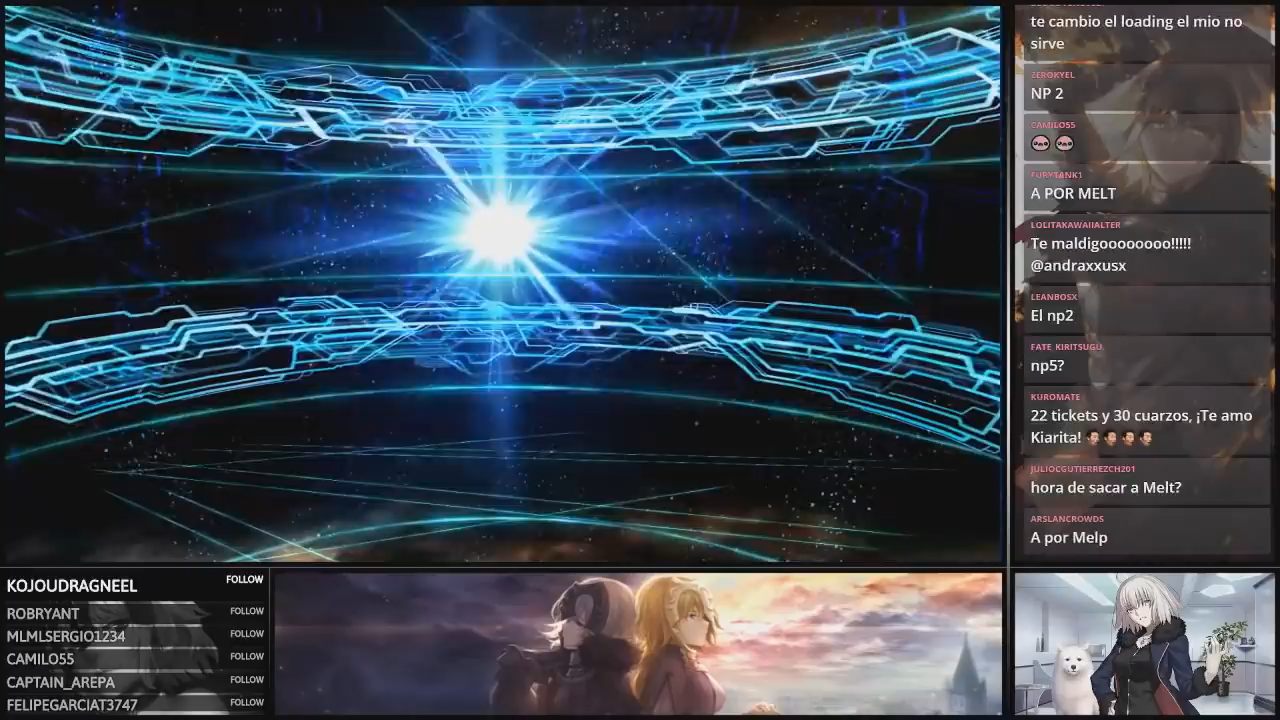 te cambio el loading el mio no
sirve
ZEROKYEL
NP 2
CAMILO55
FURYTANK1
A POR MELT
LOLITAKAWAIIALTER
Te maldigoooooooo!!!!!
@andraxxusx
LEANBOSX
El np2
FATE_KIRITSUGU
np5?
KUROMATE
22 tickets y 30 cuarzos, ¡Te amo
Kiarita!
JULIOCGUTIERREZCH201
hora de sacar a Melt?
ARSLANCROWDS
A por Melp
KOJOUDRAGNEEL FOLLOW
ROBRYANT FOLLOW
MLMLSERGIO1234 FOLLOW
CAMILO55 FOLLOW
CAPTAIN_AREPA FOLLOW
FELIPEGARCIAT3747 FOLLOW